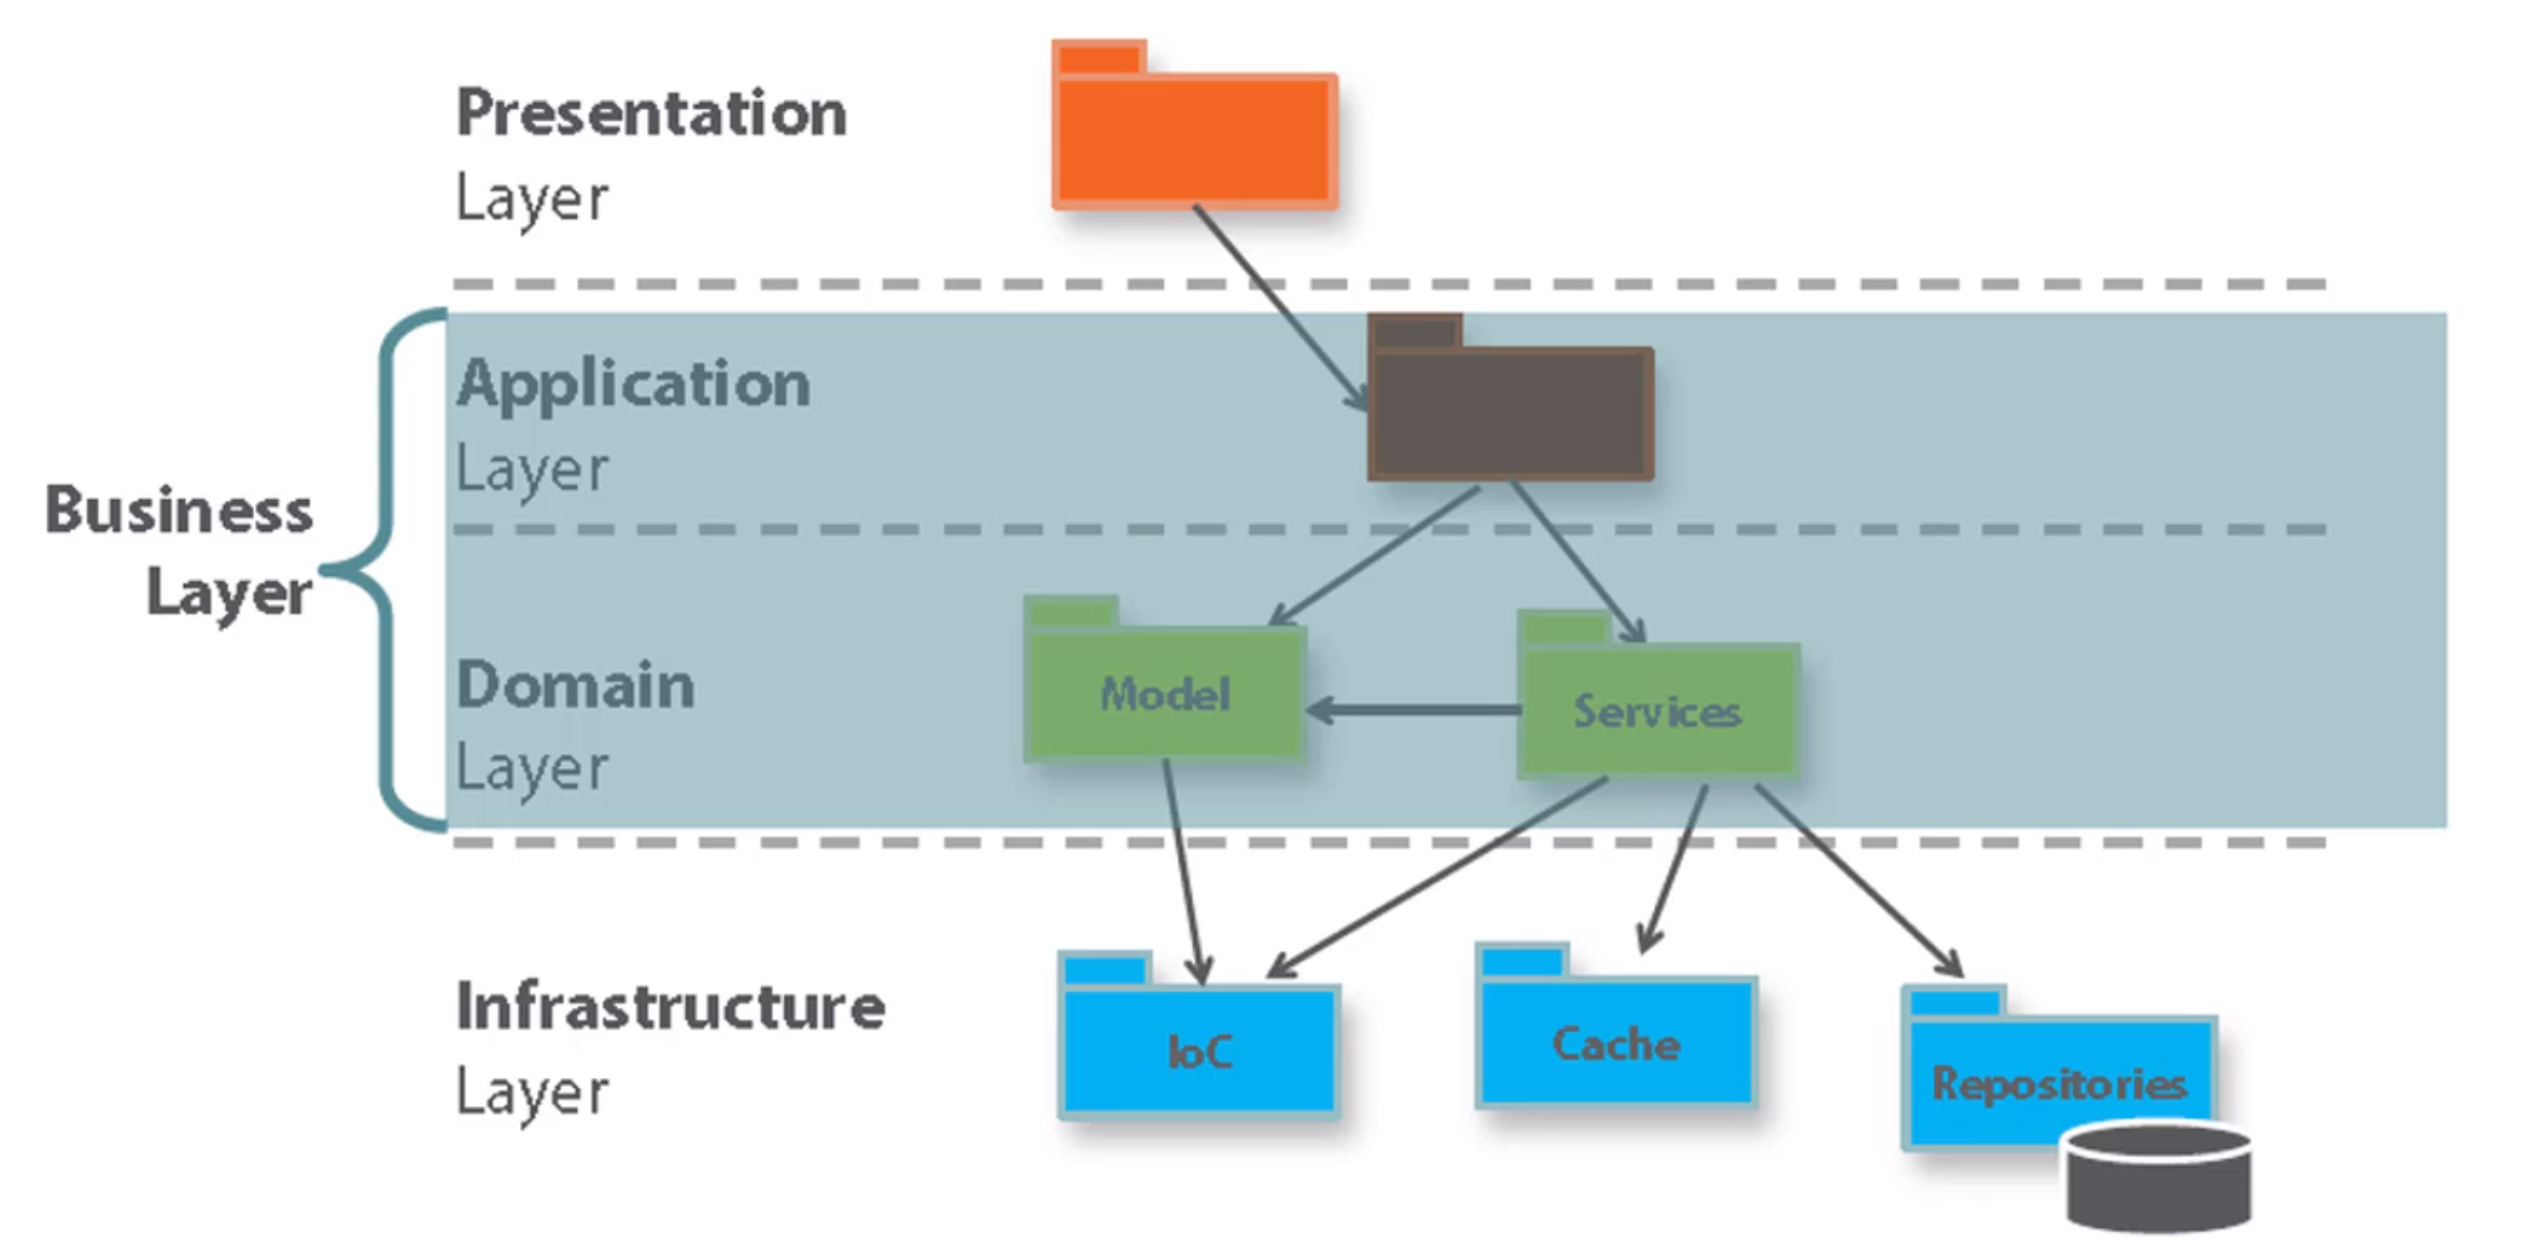 Presentation
Layer
Application
Layer
Business
Layer
Domain
Layer
Model
Services
Infrastructure
Layer
IoC
Cache
Repositories